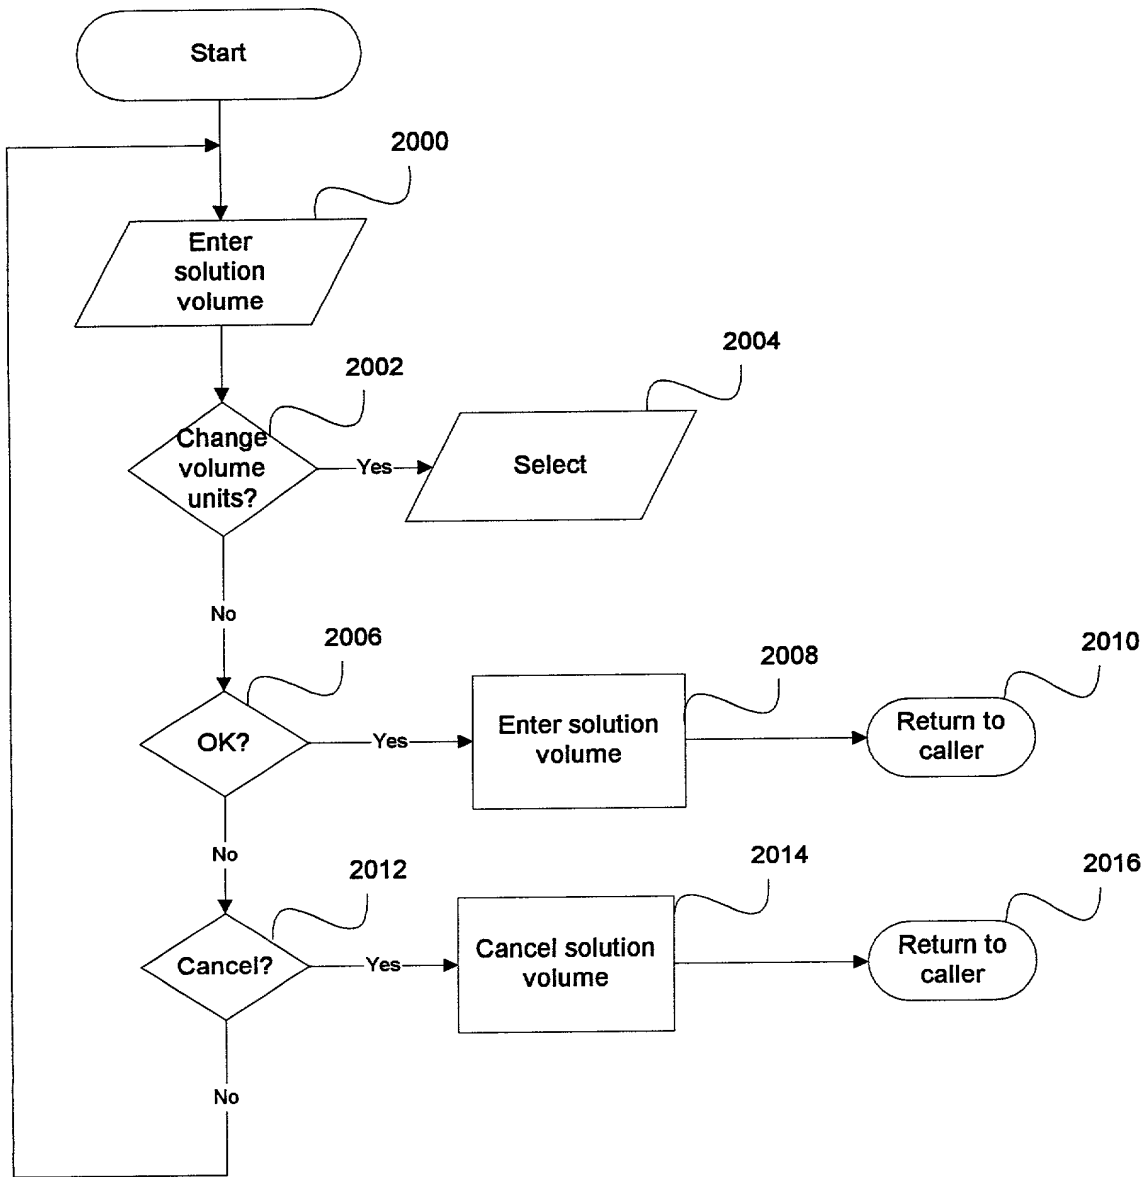 Start
2000
Enter
solution
volume
2002
2004
Change
volume
units?
Yes
Select
No
2006
2008
2010
OK?
Yes
Enter solution
volume
Return to
caller
No
2012
2014
2016
Cancel?
Yes
Cancel solution
volume
Return to
caller
No